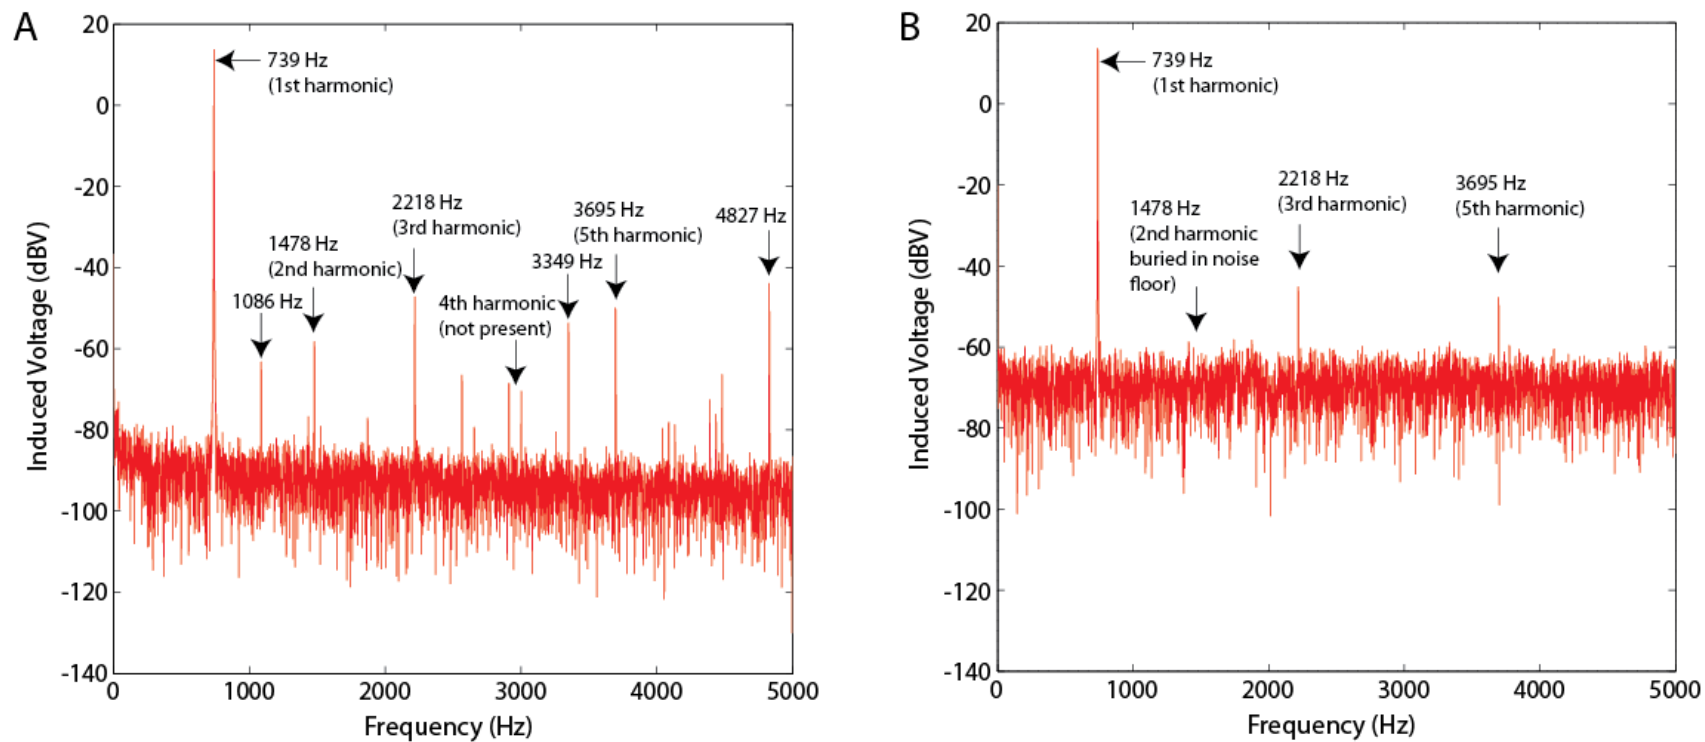 A
20
0
-20
-40
-60
-80
-100
-120
-140
Induced Voltage (dBV)
739 Hz
(1st harmonic)
1086 Hz
1478 Hz
(2nd harmonic)
2218 Hz
(3rd harmonic)
4th harmonic
(not present)
3349 Hz
3695 Hz
(5th harmonic)
4827 Hz
0
1000
2000
3000
4000
5000
Frequency (Hz)
B
20
0
-20
-40
-60
-80
-100
-120
-140
Induced Voltage (dBV)
739 Hz
(1st harmonic)
1478 Hz
(2nd harmonic
buried in noise
floor)
2218 Hz
(3rd harmonic)
3695 Hz
(5th harmonic)
0
1000
2000
3000
4000
5000
Frequency (Hz)